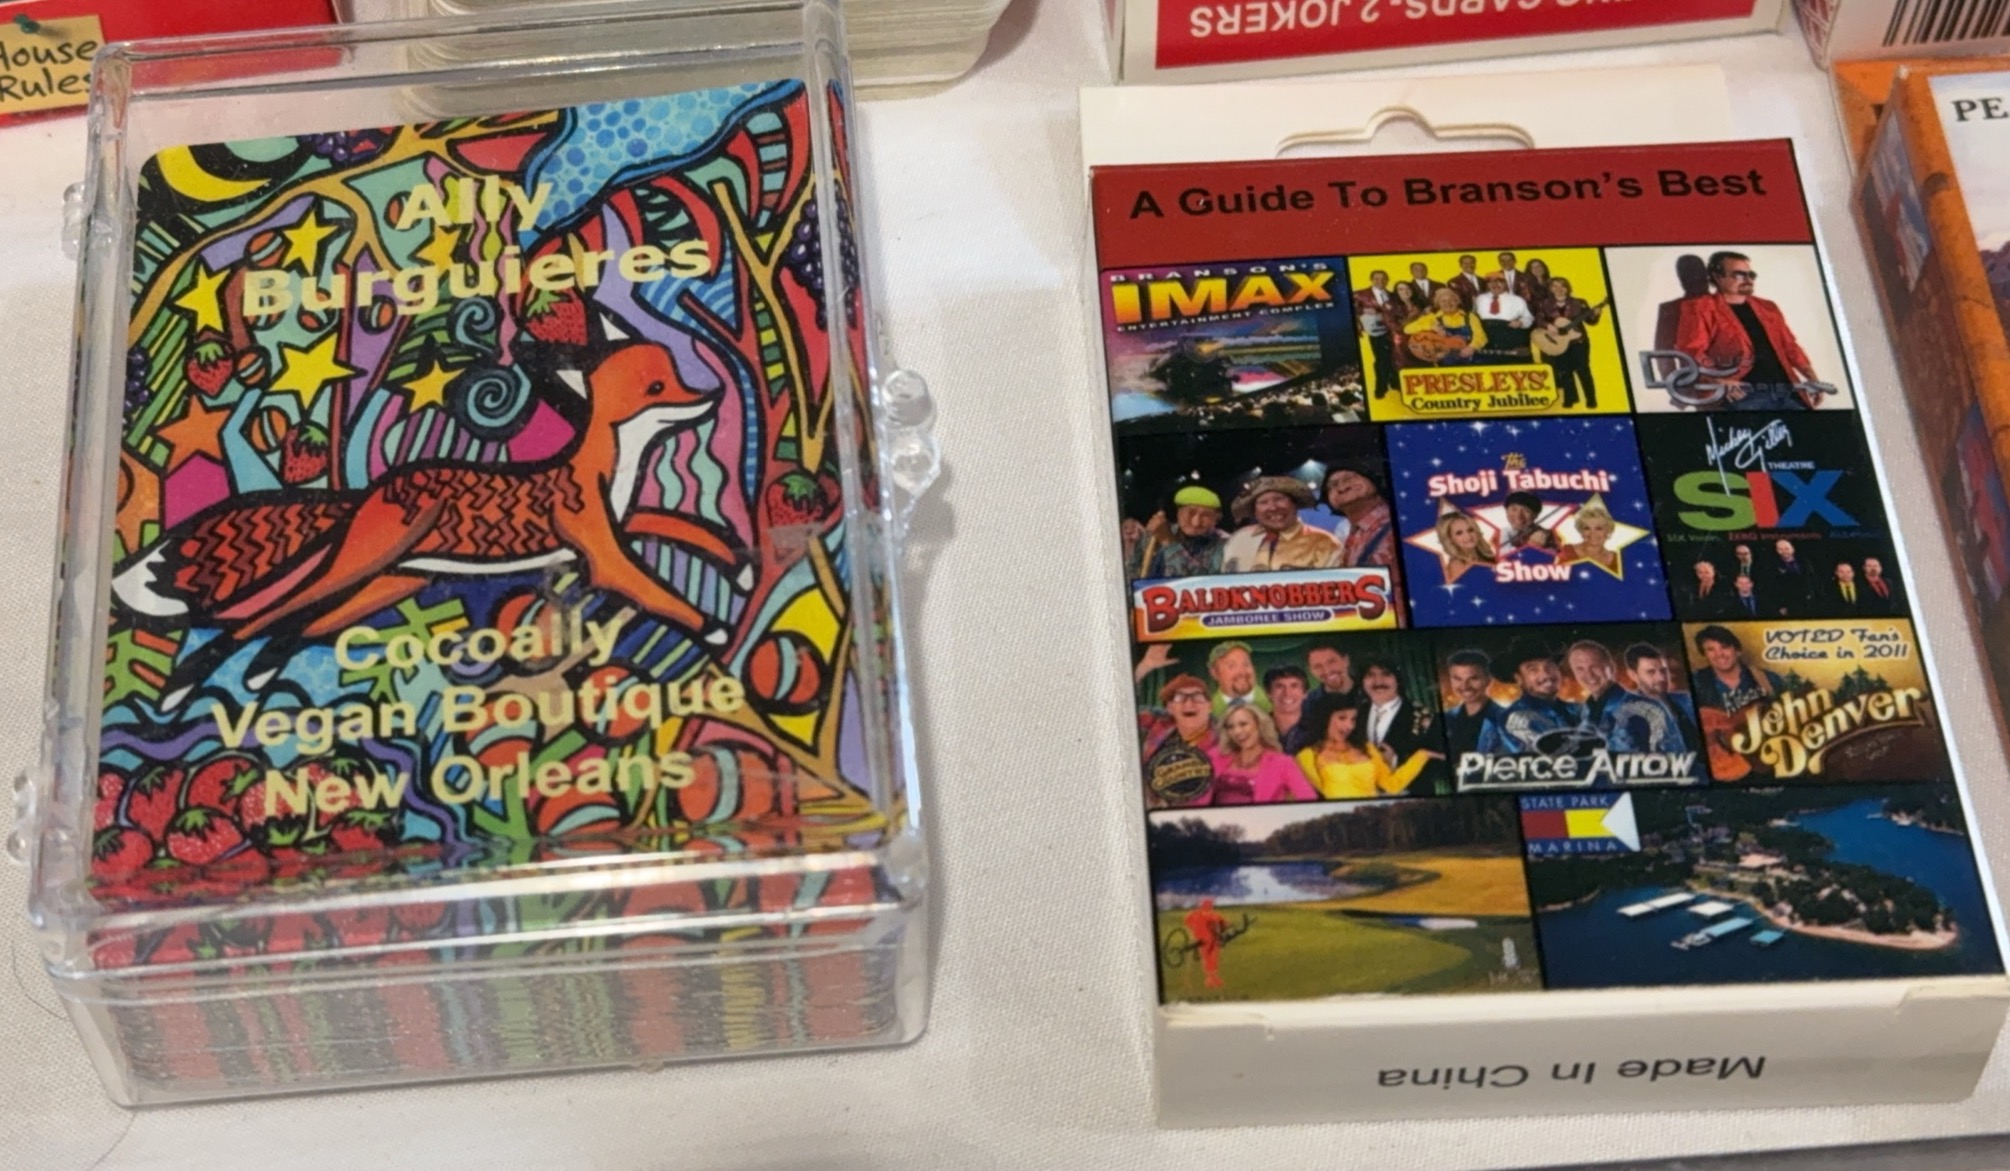 House
Rules
Ally
Burguieres
Cocoally
Vegan Boutique
New Orleans
CARDS-2 JOKERS
PE
A Guide To Branson's Best
BRANSON'S
IMAX
ENTERTAINMENT COMPLEX
PRESLEYS'
Country Jubilee
BALDKNOBBERS
JAMBOREE SHOW
The
Shoji Tabuchi
Show
Mickey Gilley
THEATRE
SIX
Pierce Arrow
VOTED Fan's
Choice in 2011
John
Denver
STATE PARK
MARINA
Made In China